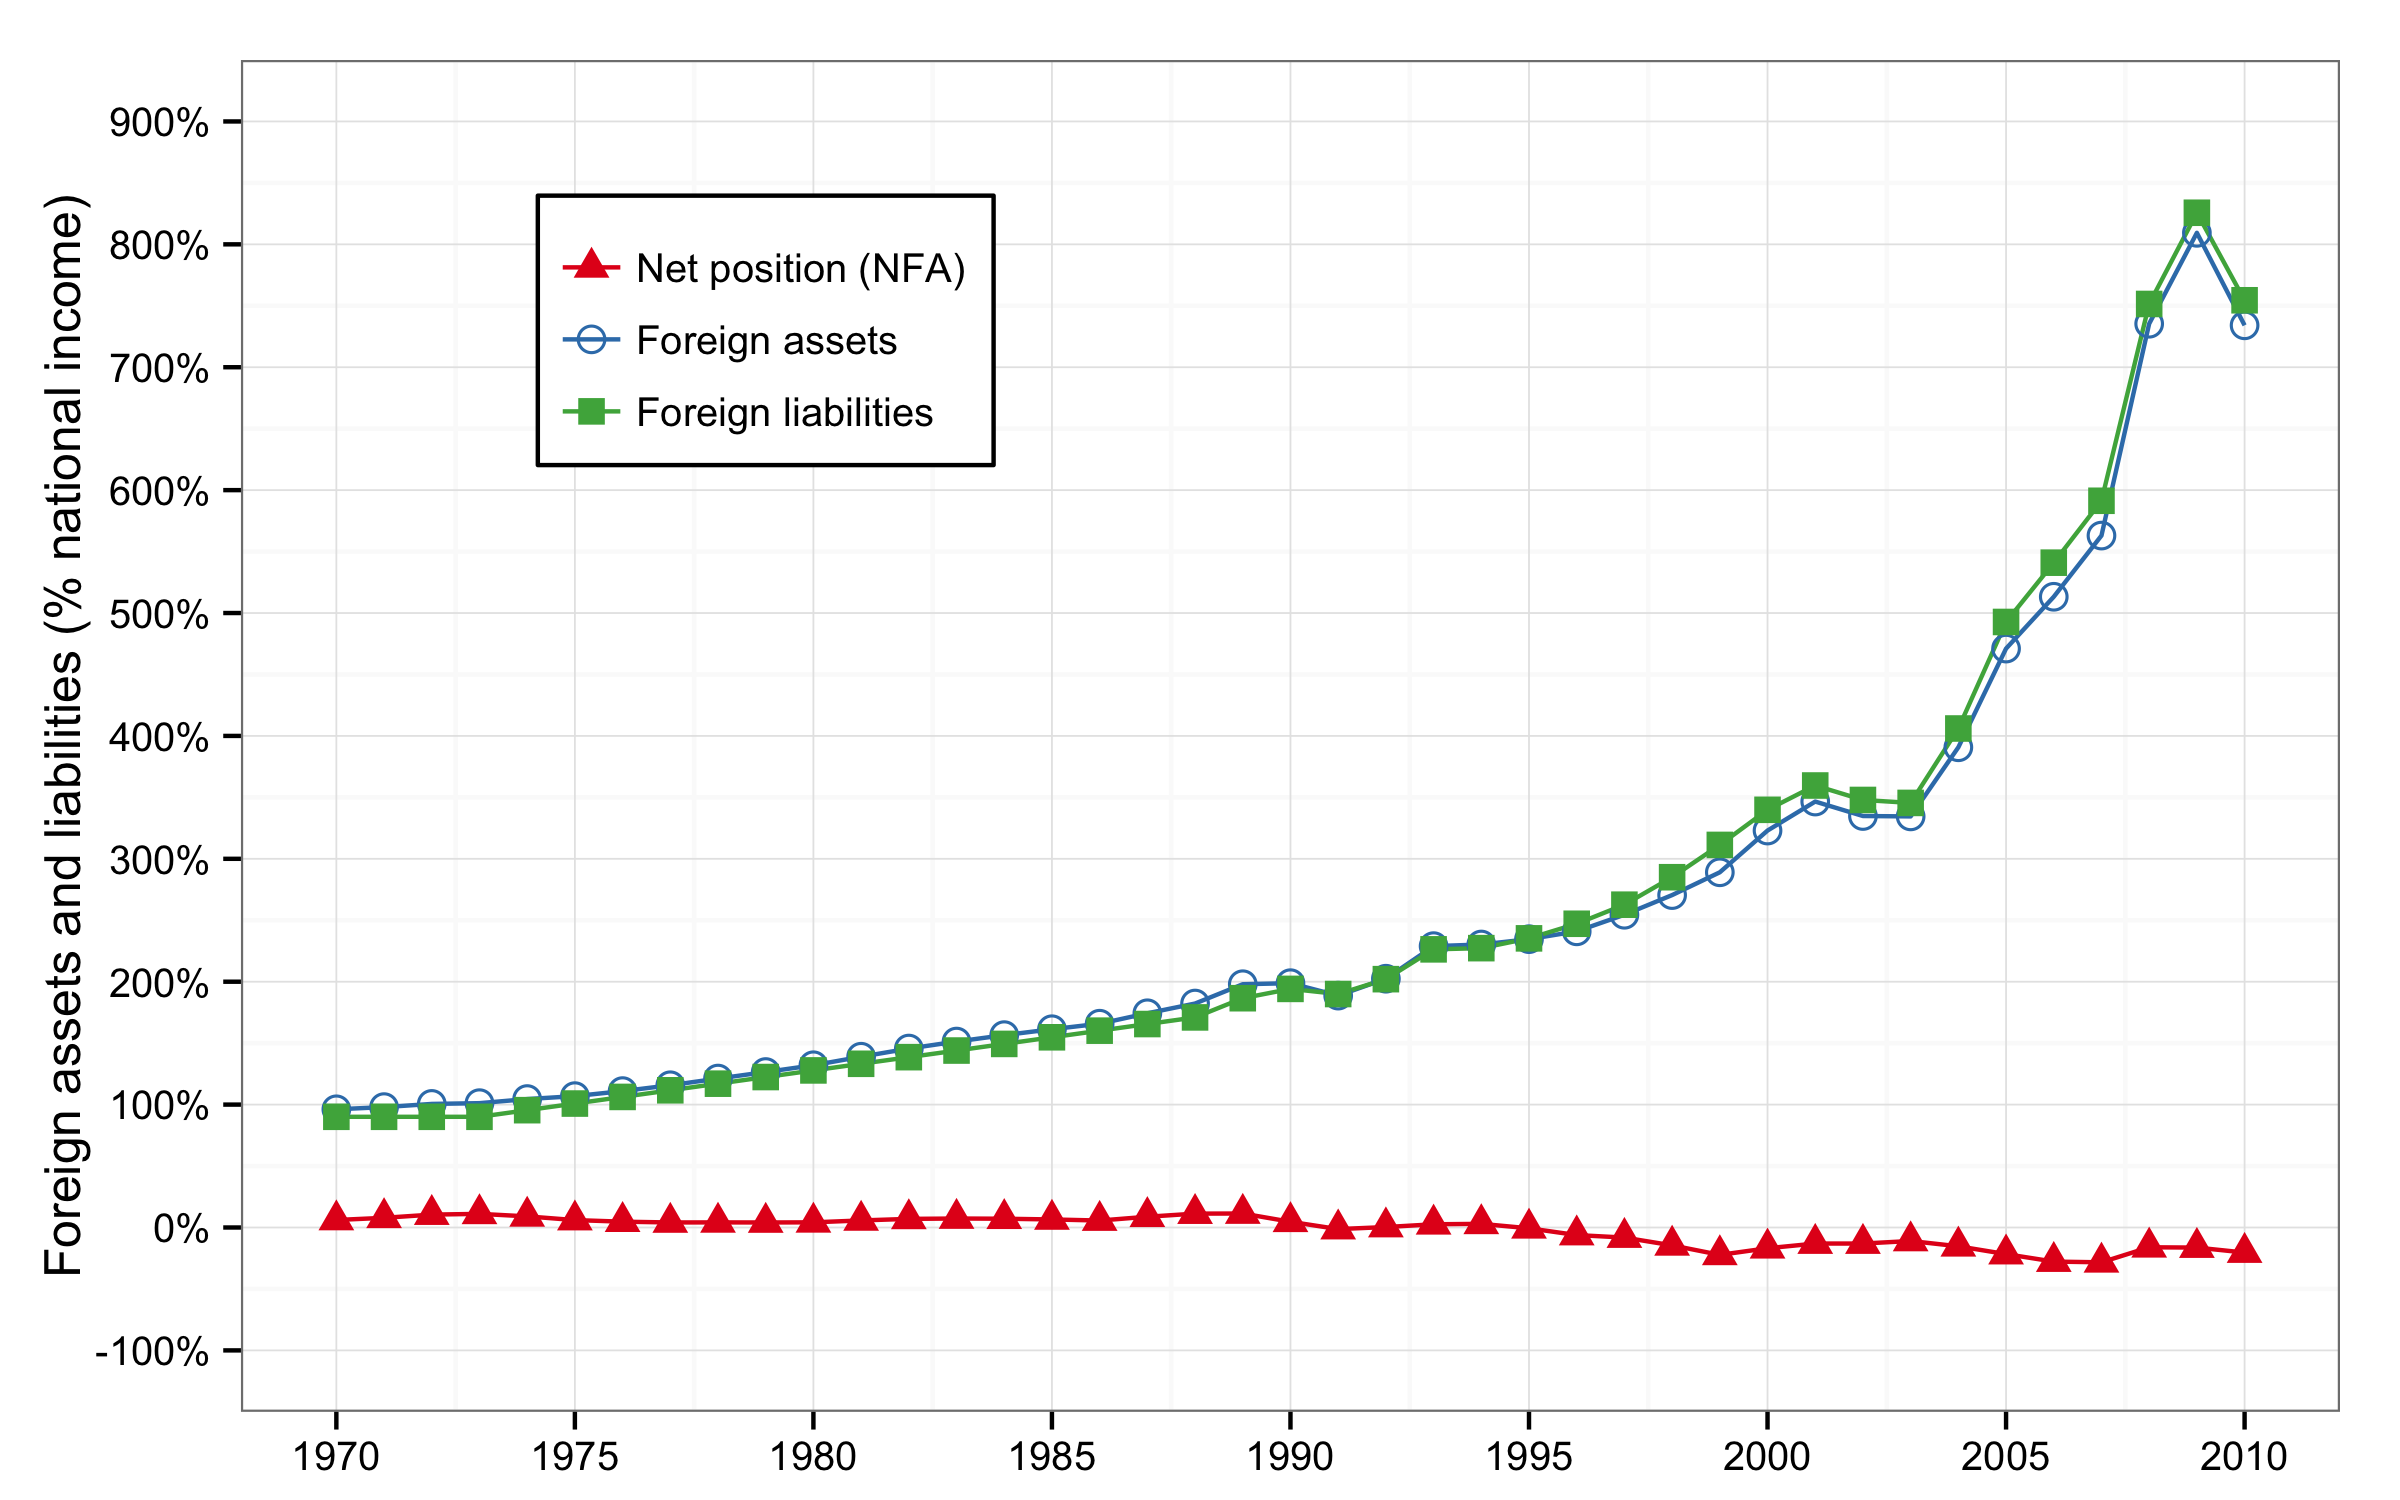 Foreign assets and liabilities (% national income)
900%
800%
700%
600%
500%
400%
300%
200%
100%
0%
-100%
Net position (NFA)
Foreign assets
Foreign liabilities
1970 1975 1980 1985 1990 1995 2000 2005 2010